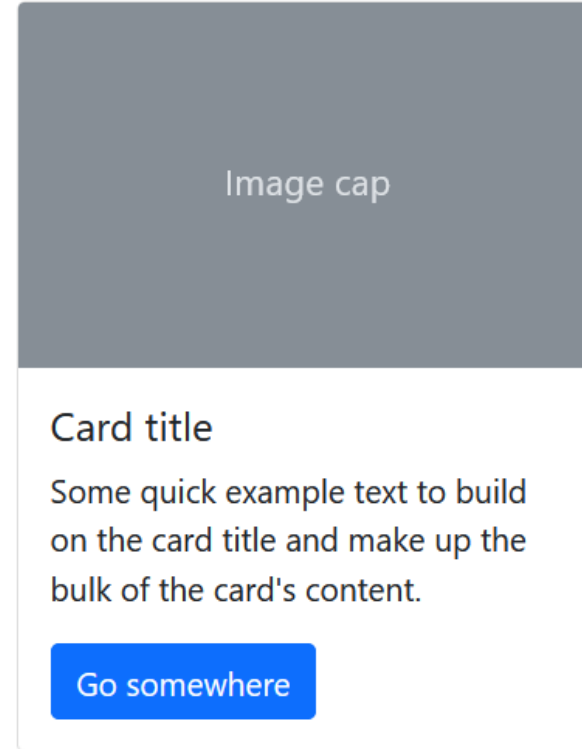 Image cap
Card title
Some quick example text to build
on the card title and make up the
bulk of the card's content.
Go somewhere